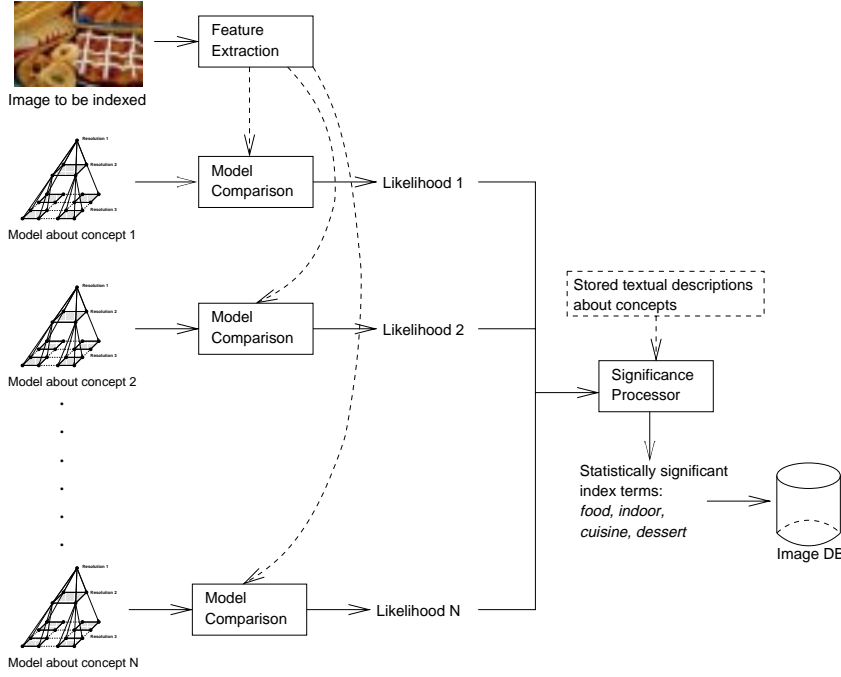 Feature
Extraction
Image to be indexed
Resolution 1
Resolution 2
Resolution 3
Model about concept 1
Model
Comparison
Likelihood 1
Stored textual descriptions
about concepts
Resolution 1
Resolution 2
Resolution 3
Model about concept 2
Model
Comparison
Likelihood 2
Significance
Processor
Statistically significant
index terms:
food, indoor,
cuisine, dessert
Image DB
Resolution 1
Resolution 2
Resolution 3
Model about concept N
Model
Comparison
Likelihood N